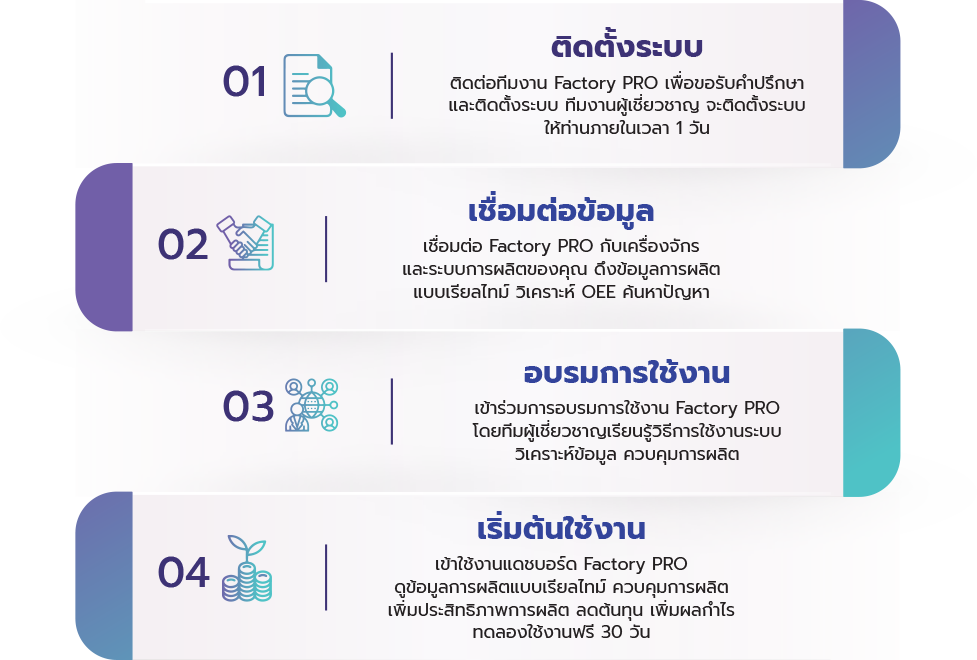 01
ติดตั้งระบบ
ติดต่อทีมงาน Factory PRO เพื่อขอรับคำปรึกษา
และติดตั้งระบบ ทีมงานผู้เชี่ยวชาญ จะติดตั้งระบบ
ให้ท่านภายในเวลา 1 วัน
02
เชื่อมต่อข้อมูล
เชื่อมต่อ Factory PRO กับเครื่องจักร
และระบบการผลิตของคุณ ดึงข้อมูลการผลิต
แบบเรียลไทม์ วิเคราะห์ OEE ค้นหาปัญหา
03
อบรมการใช้งาน
เข้าร่วมการอบรมการใช้งาน Factory PRO
โดยทีมผู้เชี่ยวชาญเรียนรู้วิธีการใช้งานระบบ
วิเคราะห์ข้อมูล ควบคุมการผลิต
04
เริ่มต้นใช้งาน
เข้าใช้งานแดชบอร์ด Factory PRO
ดูข้อมูลการผลิตแบบเรียลไทม์ ควบคุมการผลิต
เพิ่มประสิทธิภาพการผลิต ลดต้นทุน เพิ่มผลกำไร
ทดลองใช้งานฟรี 30 วัน